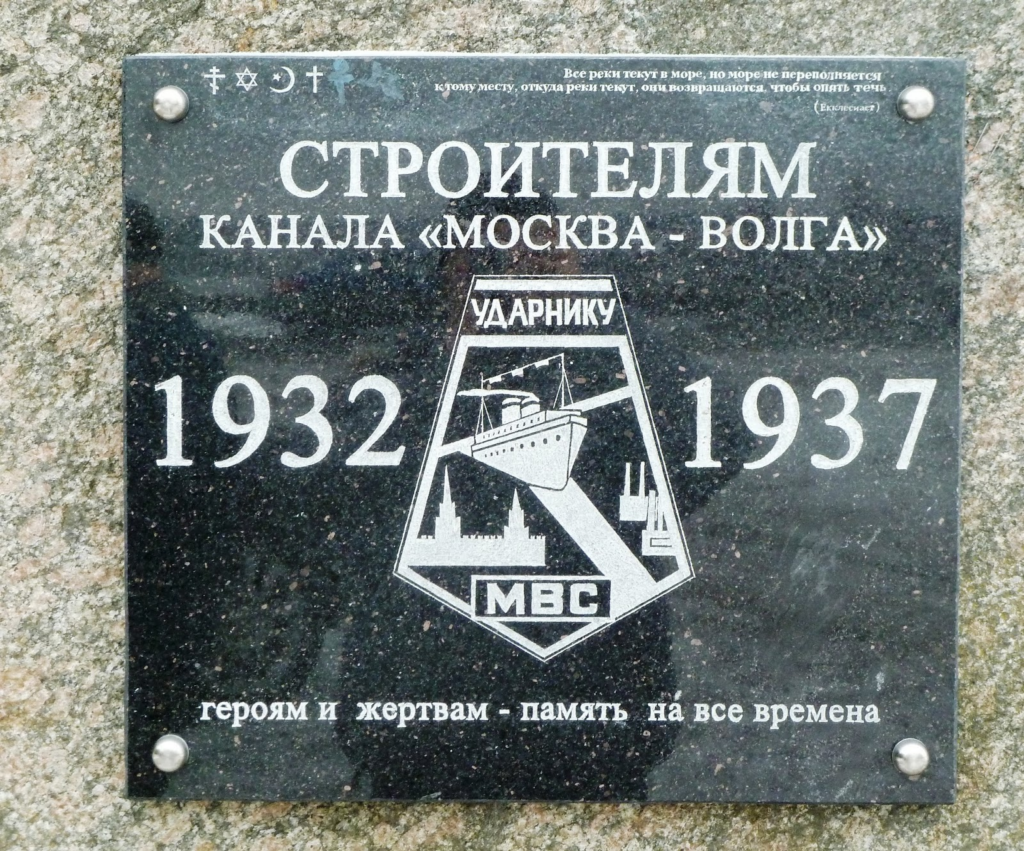 Все реки текут в море, но море не переполняется
к тому месту, откуда реки текут, они возвращаются, чтобы опять течь
(Екклесиаст)
СТРОИТЕЛЯМ
КАНАЛА «МОСКВА - ВОЛГА»
УДАРНИКУ
1932 1937
МВС
героям и жертвам - память на все времена